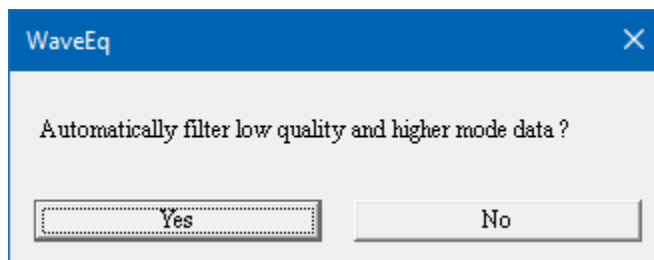 WaveEq
Automatically filter low quality and higher mode data ?
Yes
No